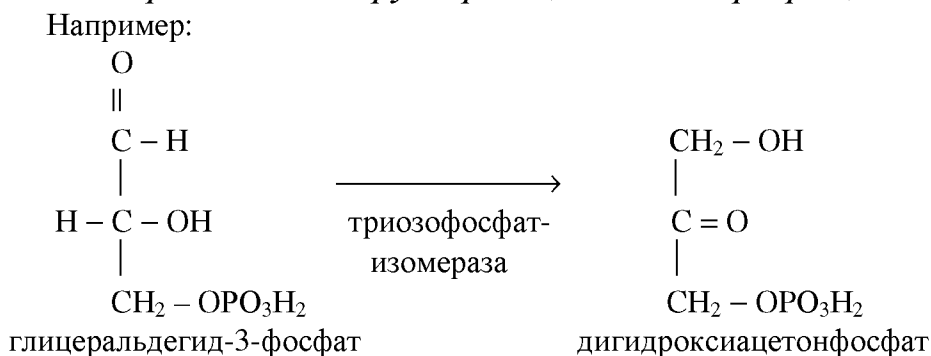 Например:
O
||
C – H
|
CH₂ – OH
|
H – C – OH
триозофосфат-
изомераза
C = O
|
|
CH₂ – OPO₃H₂
CH₂ – OPO₃H₂
глицеральдегид-3-фосфат
дигидроксиацетонфосфат